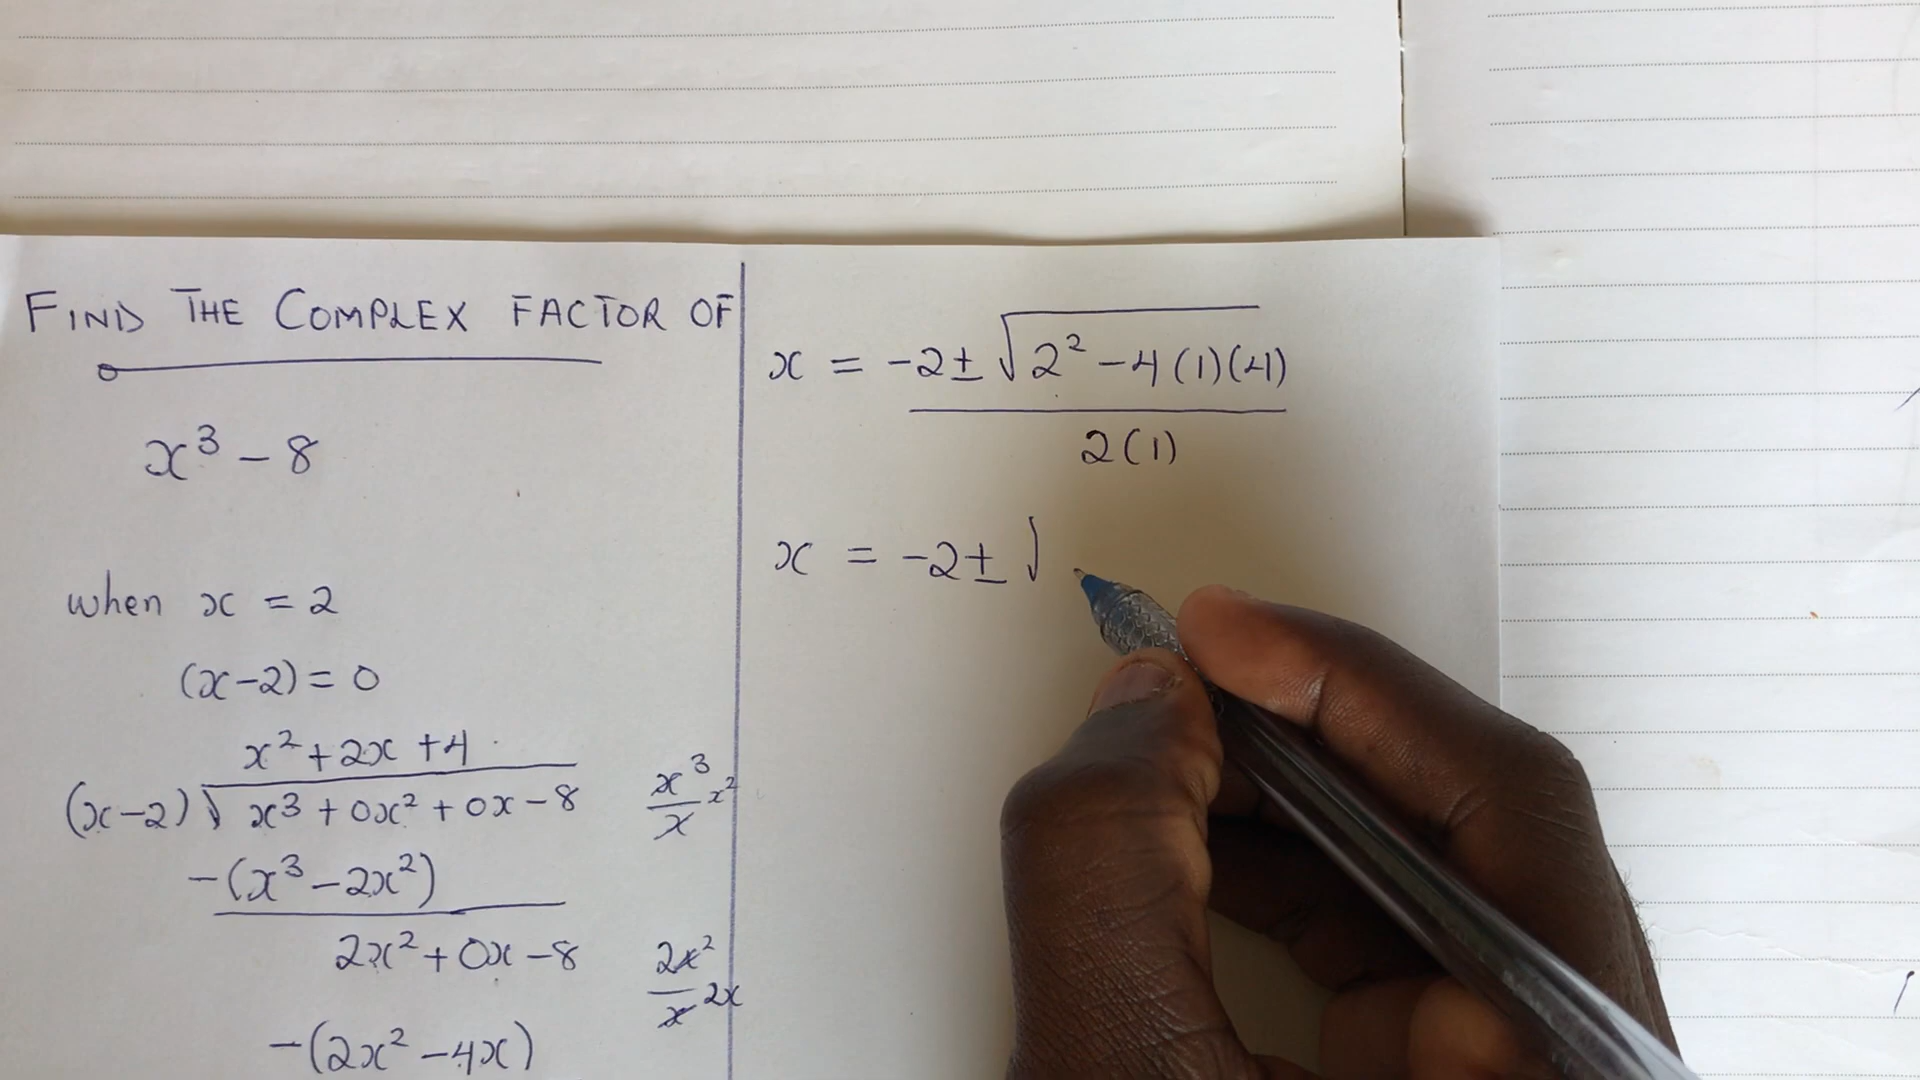 FIND THE COMPLEX FACTOR OF
x³ – 8
when x = 2
(x–2) = 0
x² + 2x + 4
(x–2) √ x³ + 0x² + 0x – 8
x³/x x²
–(x³ – 2x²)
2x² + 0x – 8
2x²/x 2x
–(2x² – 4x)
x = –2 ± √2² – 4(1)(4)
2(1)
x = –2 ± √